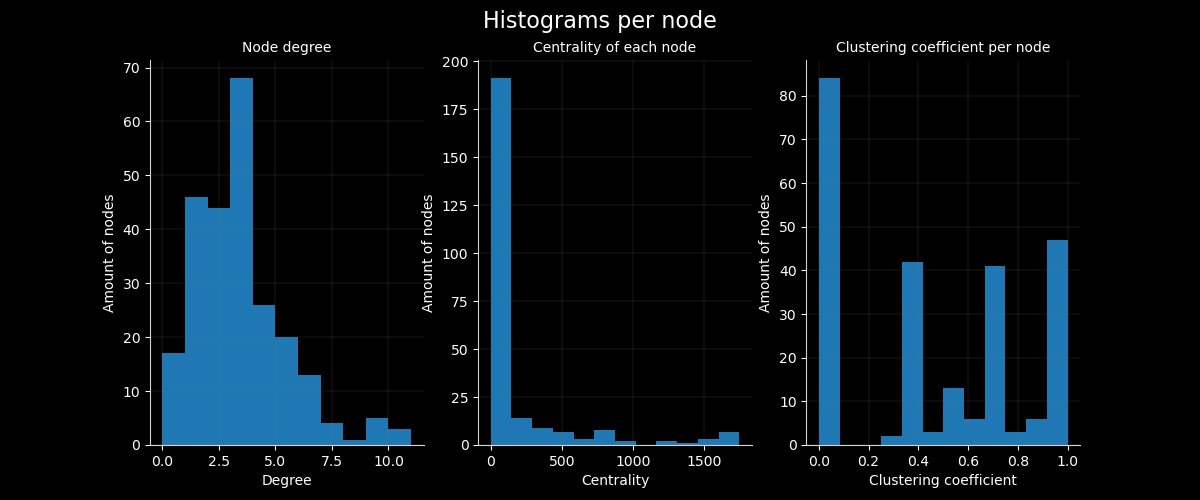 Histograms per node
Node degree
Amount of nodes
70
60
50
40
30
20
10
0
0.0 2.5 5.0 7.5 10.0
Degree
Centrality of each node
Amount of nodes
200
175
150
125
100
75
50
25
0
0 500 1000 1500
Centrality
Clustering coefficient per node
Amount of nodes
80
70
60
50
40
30
20
10
0
0.0 0.2 0.4 0.6 0.8 1.0
Clustering coefficient